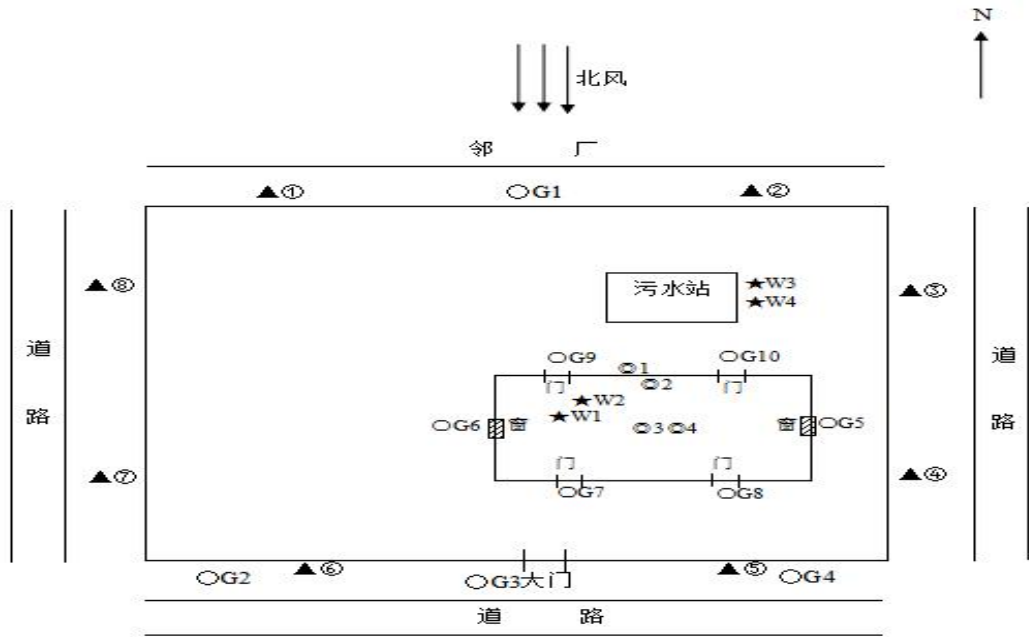 N
北风
邻 厂
▲① ○G1 ▲②
▲⑧ 污水站 ★W3 ▲③
★W4
道 道
○G9 ◎1 ○G10
门 ◎2 门
路 ★W2 路
★W1
○G6 窗 ◎3 ◎4 窗 ○G5
门 门
▲⑦ ▲④
○G7 ○G8
○G2 ▲⑥ ○G3大门 ▲⑤ ○G4
道 路